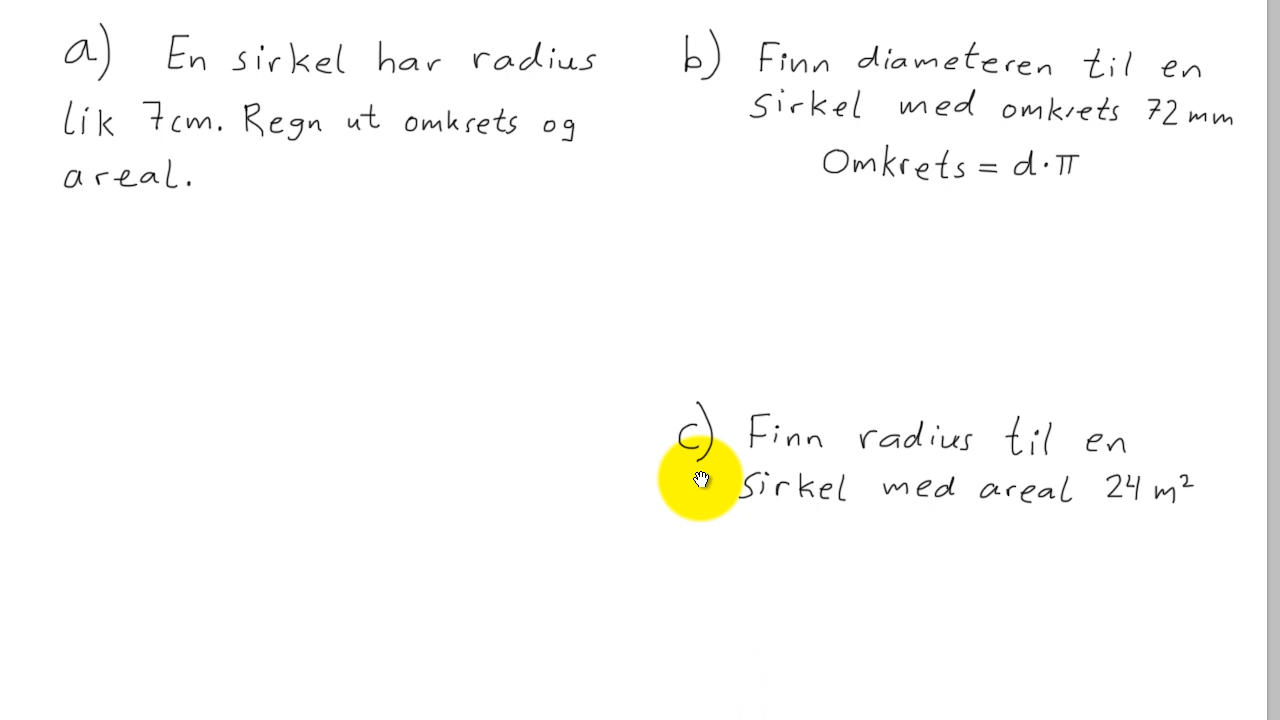 a) En sirkel har radius
lik 7cm. Regn ut omkrets og
areal.
b) Finn diameteren til en
sirkel med omkrets 72 mm
Omkrets = d·π
c) Finn radius til en
sirkel med areal 24 m²